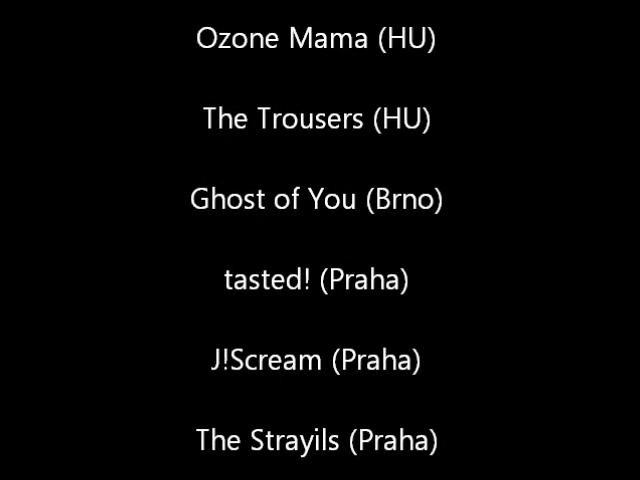 Ozone Mama (HU)
The Trousers (HU)
Ghost of You (Brno)
tasted! (Praha)
J!Scream (Praha)
The Strayils (Praha)